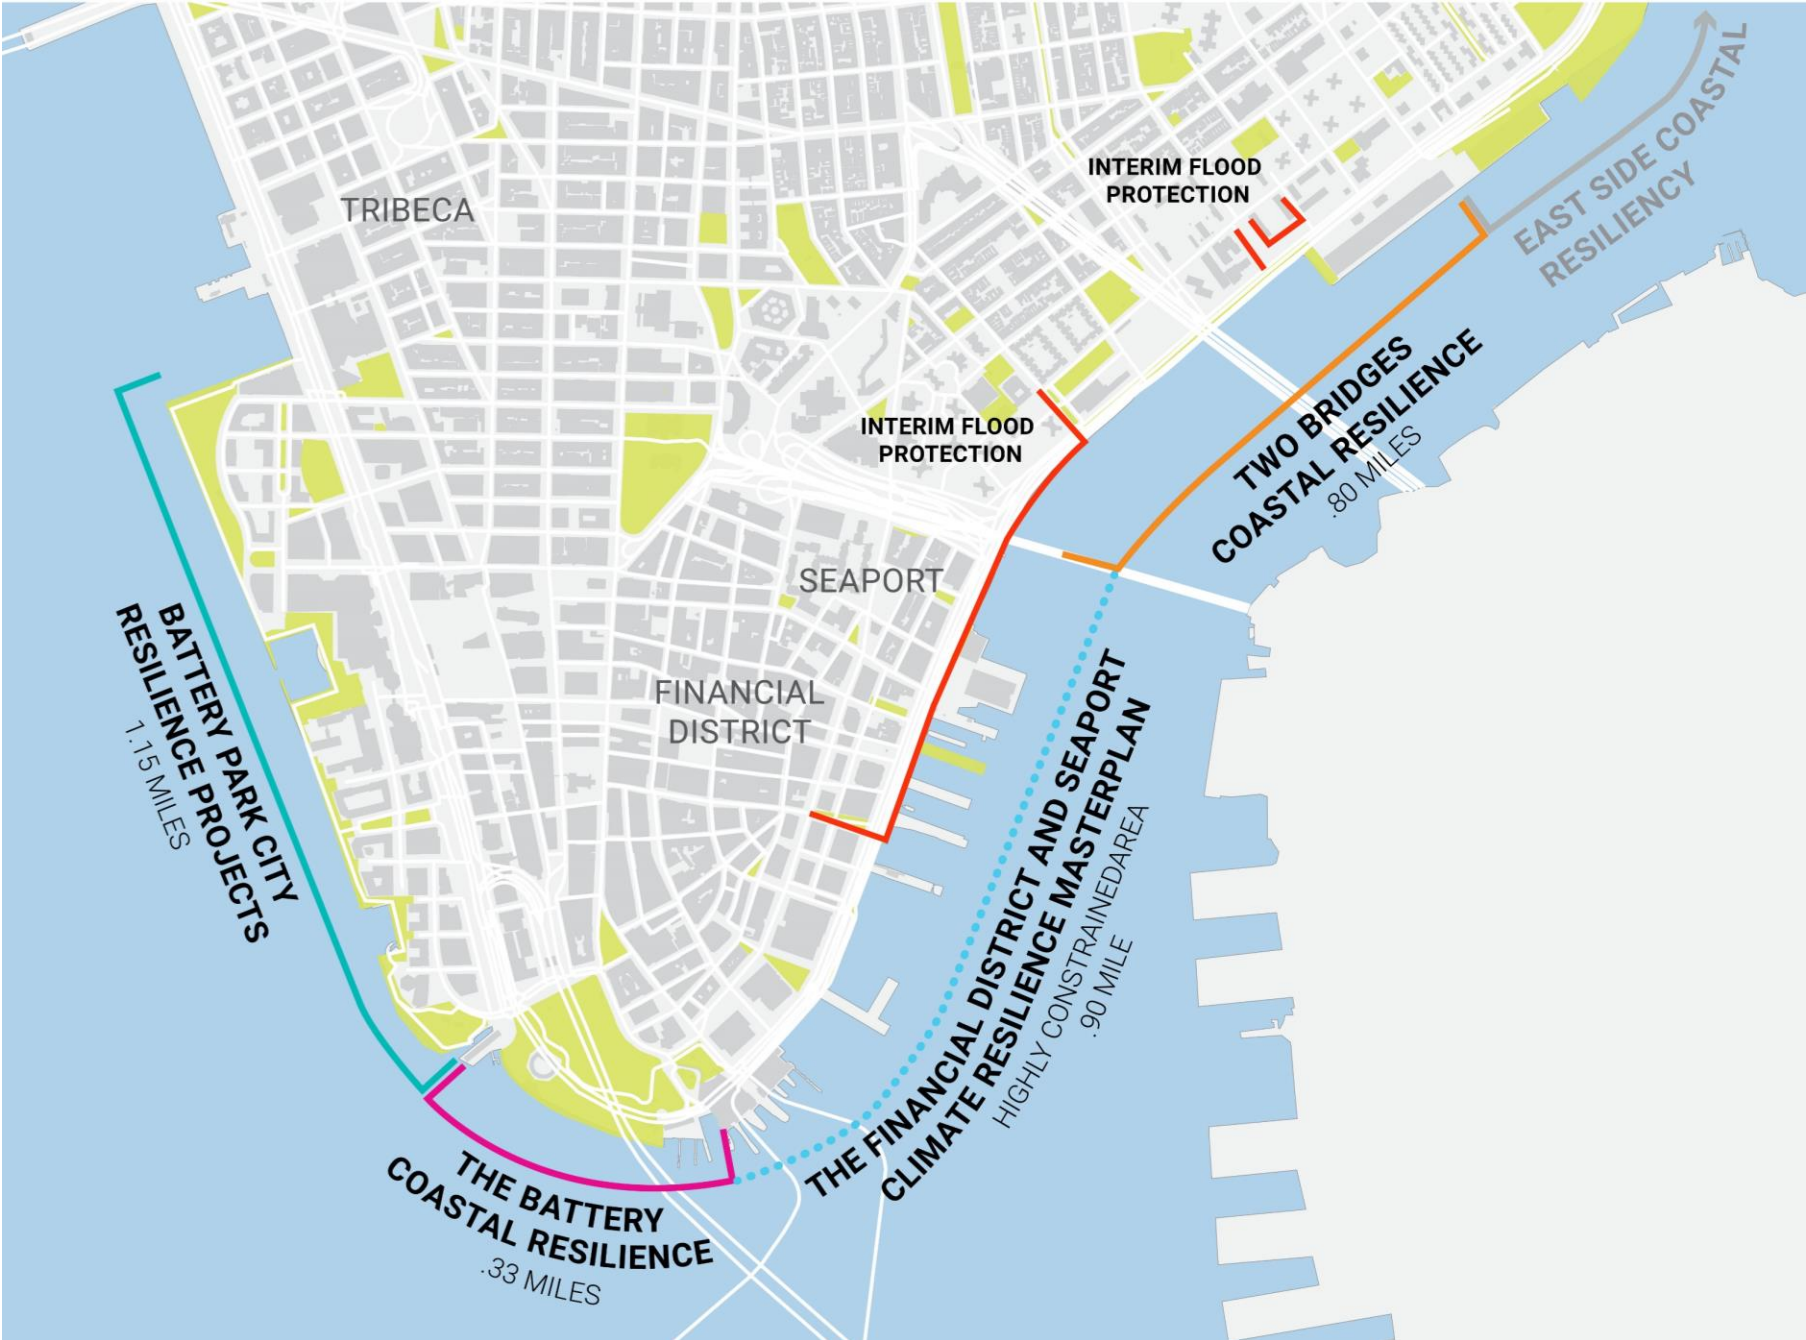 INTERIM FLOOD
PROTECTION
TRIBECA
EAST SIDE COASTAL
RESILIENCY
TWO BRIDGES
COASTAL RESILIENCE
.80 MILES
INTERIM FLOOD
PROTECTION
SEAPORT
FINANCIAL
DISTRICT
BATTERY PARK CITY
RESILIENCE PROJECTS
1.15 MILES
THE FINANCIAL DISTRICT AND SEAPORT
CLIMATE RESILIENCE MASTERPLAN
HIGHLY CONSTRAINEDAREA
.90 MILE
THE BATTERY
COASTAL RESILIENCE
.33 MILES